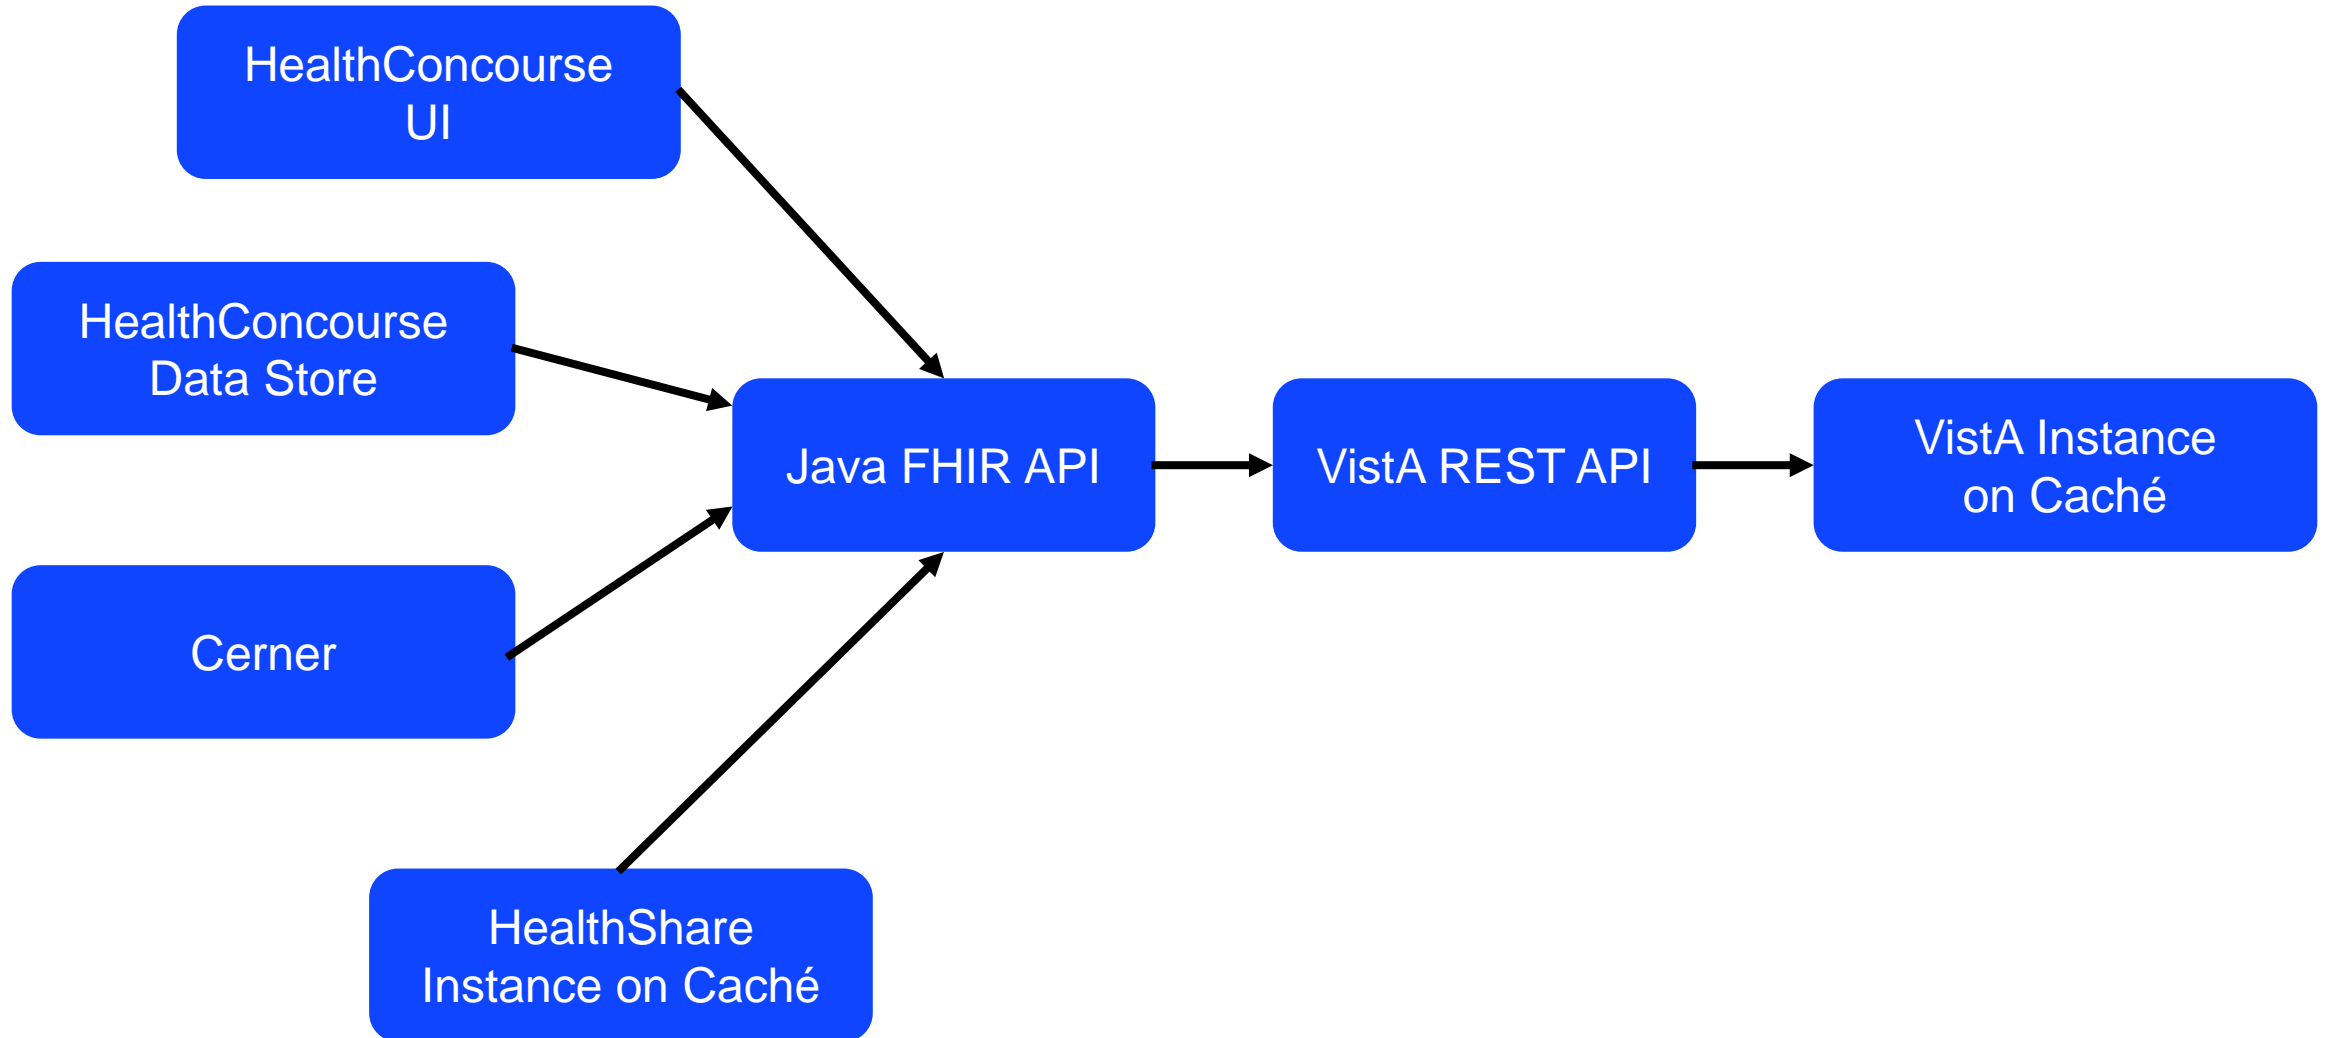 HealthConcourse
UI
HealthConcourse
Data Store
Java FHIR API
VistA REST API
VistA Instance
on Caché
Cerner
HealthShare
Instance on Caché